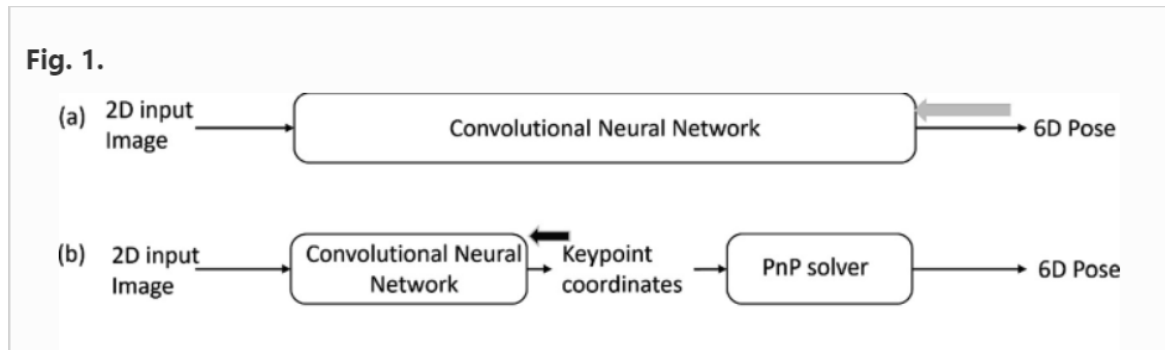 Fig. 1.
(a) 2D input
Image
Convolutional Neural Network
6D Pose
(b) 2D input
Image
Convolutional Neural
Network
Keypoint
coordinates
PnP solver
6D Pose